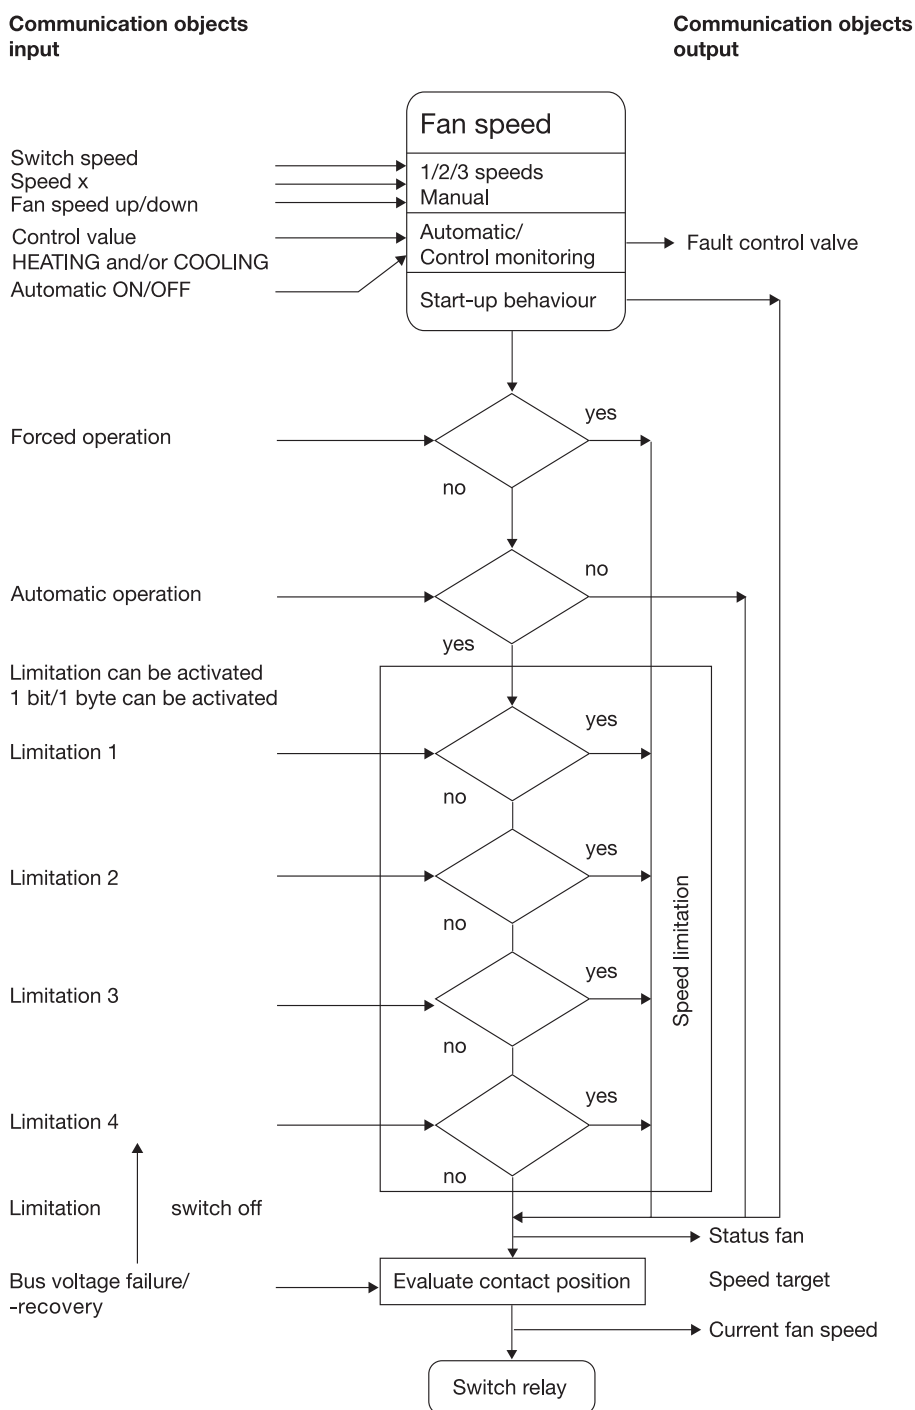 Communication objects
input
Communication objects
output
Fan speed
Switch speed
Speed x
Fan speed up/down
1/2/3 speeds
Manual
Control value
HEATING and/or COOLING
Automatic ON/OFF
Automatic/
Control monitoring
Fault control valve
Start-up behaviour
yes
Forced operation
no
no
Automatic operation
yes
Limitation can be activated
1 bit/1 byte can be activated
yes
Limitation 1
no
yes
Limitation 2
no
Speed limitation
yes
Limitation 3
no
yes
Limitation 4
no
Limitation
switch off
Status fan
Bus voltage failure/
-recovery
Evaluate contact position
Speed target
Current fan speed
Switch relay